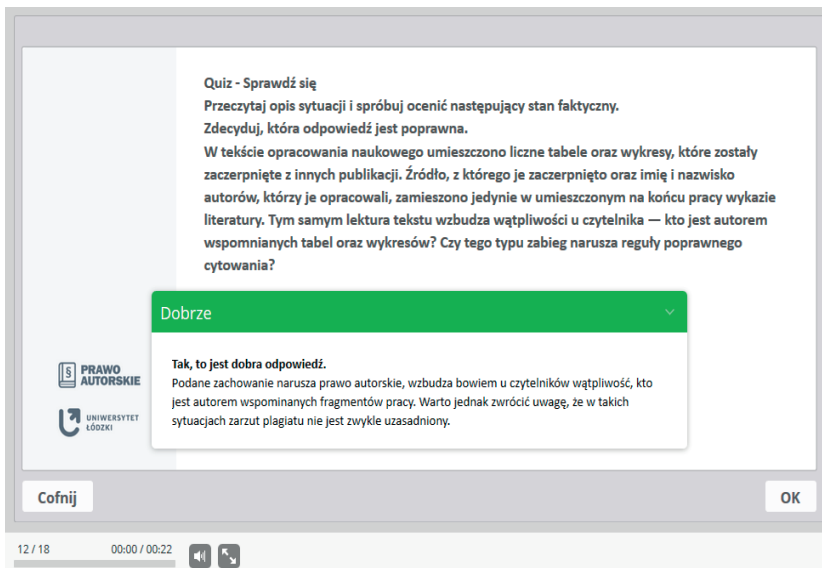 Quiz - Sprawdź się
Przeczytaj opis sytuacji i spróbuj ocenić następujący stan faktyczny.
Zdecyduj, która odpowiedź jest poprawna.
W tekście opracowania naukowego umieszczono liczne tabele oraz wykresy, które zostały
zaczerpnięte z innych publikacji. Źródło, z którego je zaczerpnięto oraz imię i nazwisko
autorów, którzy je opracowali, zamieszono jedynie w umieszczonym na końcu pracy wykazie
literatury. Tym samym lektura tekstu wzbudza wątpliwości u czytelnika — kto jest autorem
wspomnianych tabel oraz wykresów? Czy tego typu zabieg narusza reguły poprawnego
cytowania?
Dobrze
Tak, to jest dobra odpowiedź.
Podane zachowanie narusza prawo autorskie, wzbudza bowiem u czytelników wątpliwość, kto
jest autorem wspominanych fragmentów pracy. Warto jednak zwrócić uwagę, że w takich
sytuacjach zarzut plagiatu nie jest zwykle uzasadniony.
§ PRAWO
AUTORSKIE
UNIWERSYTET
ŁÓDZKI
Cofnij
OK
12 / 18
00:00 / 00:22